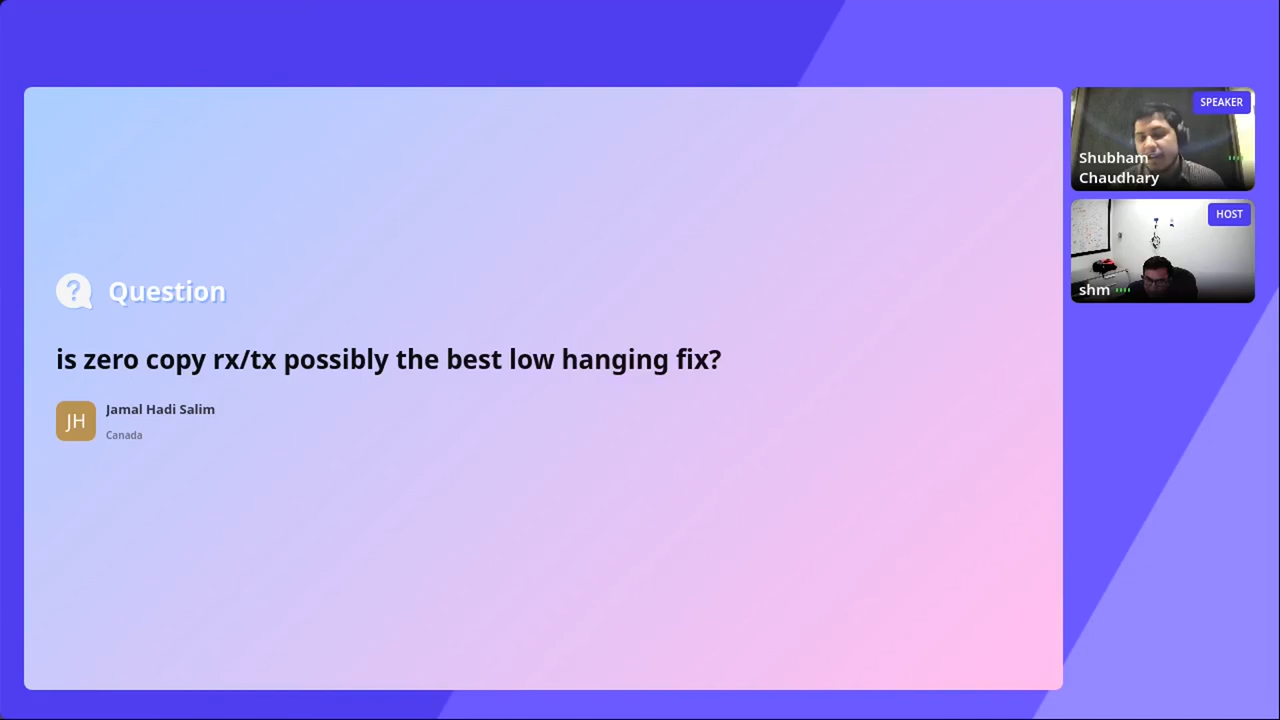 Question
is zero copy rx/tx possibly the best low hanging fix?
JH
Jamal Hadi Salim
Canada
SPEAKER
Shubham
Chaudhary
HOST
shm